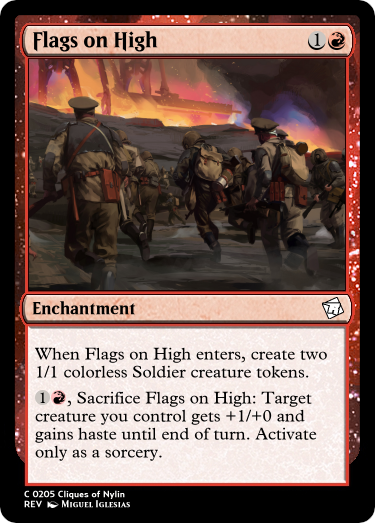 Flags on High 1
Enchantment
When Flags on High enters, create two
1/1 colorless Soldier creature tokens.
1, Sacrifice Flags on High: Target
creature you control gets +1/+0 and
gains haste until end of turn. Activate
only as a sorcery.
C 0205 Cliques of Nylin
REV Miguel Iglesias